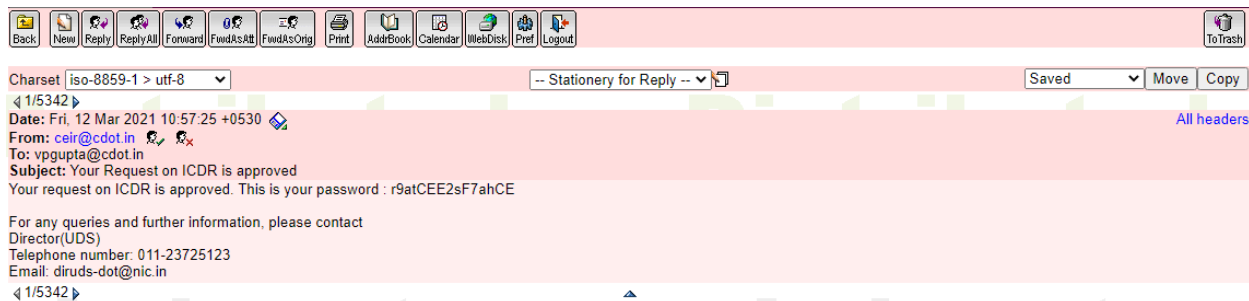 Back New Reply ReplyAll Forward FwdAsAtt FwdAsOrig Print AddrBook Calendar WebDisk Pref Logout ToTrash
Charset iso-8859-1 > utf-8 -- Stationery for Reply -- Saved Move Copy
1/5342
Date: Fri, 12 Mar 2021 10:57:25 +0530 All headers
From: ceir@cdot.in
To: vpgupta@cdot.in
Subject: Your Request on ICDR is approved
Your request on ICDR is approved. This is your password : r9atCEE2sF7ahCE
For any queries and further information, please contact
Director(UDS)
Telephone number: 011-23725123
Email: diruds-dot@nic.in
1/5342